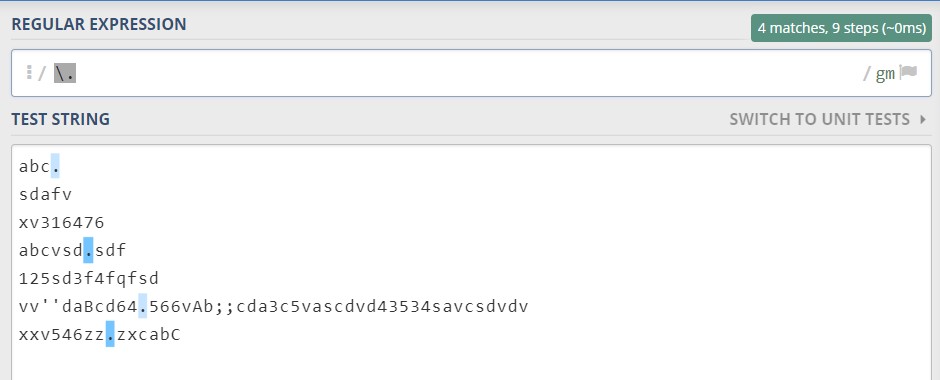 REGULAR EXPRESSION
4 matches, 9 steps (~0ms)
/ \.
/ gm
TEST STRING
SWITCH TO UNIT TESTS
abc.
sdafv
xv316476
abcvsd.sdf
125sd3f4fqfsd
vv''daBcd64.566vAb;;cda3c5vascdvd43534savcsdvdv
xxv546zz.zxcabC